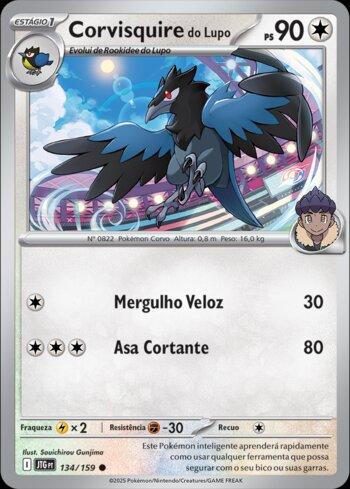 ESTÁGIO 1
Corvisquire do Lupo
PS 90
Evolui de Rookidee do Lupo
Nº 0822 Pokémon Corvo Altura: 0,8 m Peso: 16,0 kg
Mergulho Veloz 30
Asa Cortante 80
Fraqueza ×2 Resistência -30 Recuo
Ilus. Souichirou Gunjima
I JTG PT 134/159
Este Pokémon inteligente aprenderá rapidamente
a usar qualquer ferramenta que possa
segurar com o seu bico ou suas garras.
©2025 Pokémon/Nintendo/Creatures/GAME FREAK